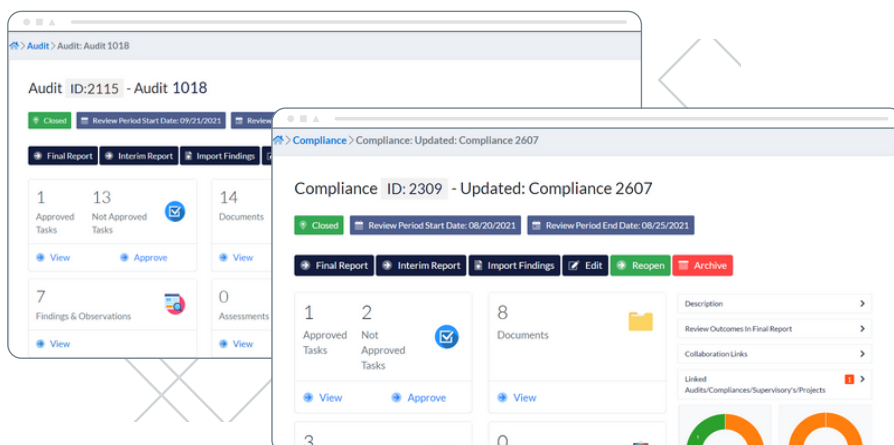 Audit > Audit: Audit 1018
Audit ID:2115 - Audit 1018
Closed Review Period Start Date: 09/21/2021 Review
Final Report Interim Report Import Findings
1 13 14
Approved Tasks Not Approved Tasks Documents
View Approve View
7 0
Findings & Observations Assessments
View View
Compliance > Compliance: Updated: Compliance 2607
Compliance ID: 2309 - Updated: Compliance 2607
Closed Review Period Start Date: 08/20/2021 Review Period End Date: 08/25/2021
Final Report Interim Report Import Findings Edit Reopen Archive
1 2 8
Approved Tasks Not Approved Tasks Documents
View Approve View
3 0
Description
Review Outcomes In Final Report
Collaboration Links
Linked 1
Audits/Compliances/Supervisory's/Projects